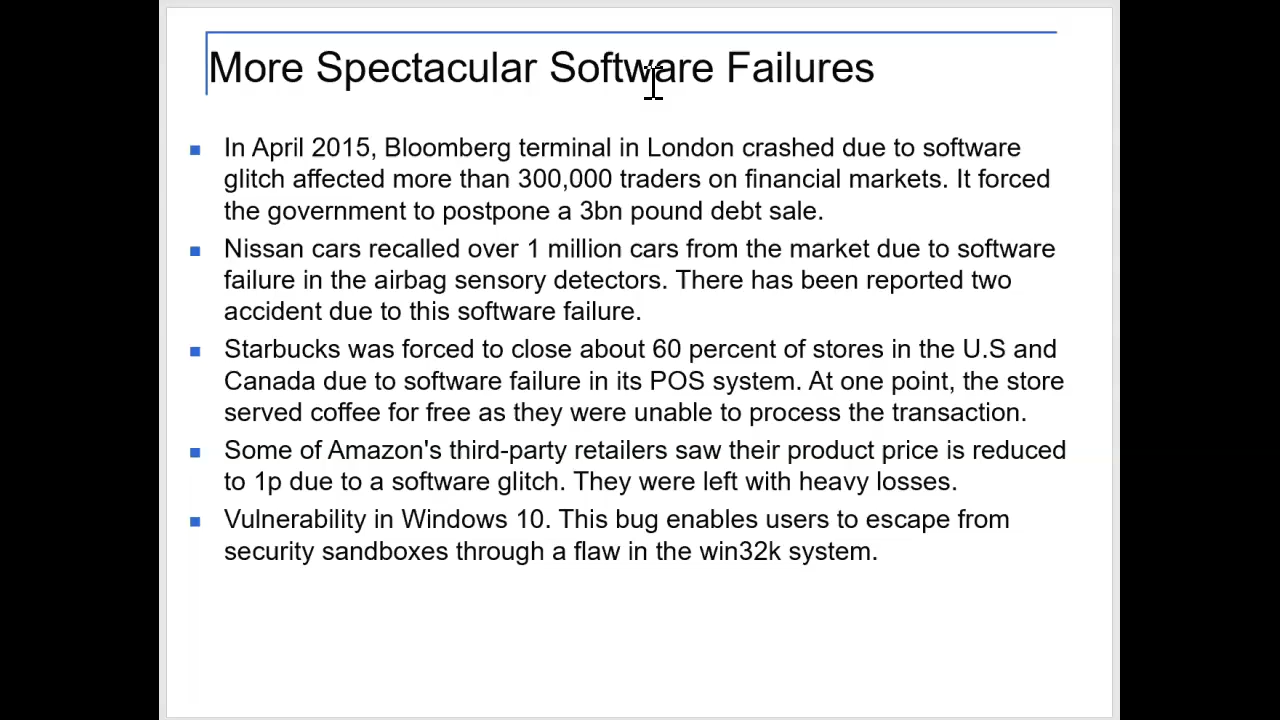 More Spectacular Software Failures
In April 2015, Bloomberg terminal in London crashed due to software
glitch affected more than 300,000 traders on financial markets. It forced
the government to postpone a 3bn pound debt sale.
Nissan cars recalled over 1 million cars from the market due to software
failure in the airbag sensory detectors. There has been reported two
accident due to this software failure.
Starbucks was forced to close about 60 percent of stores in the U.S and
Canada due to software failure in its POS system. At one point, the store
served coffee for free as they were unable to process the transaction.
Some of Amazon's third-party retailers saw their product price is reduced
to 1p due to a software glitch. They were left with heavy losses.
Vulnerability in Windows 10. This bug enables users to escape from
security sandboxes through a flaw in the win32k system.